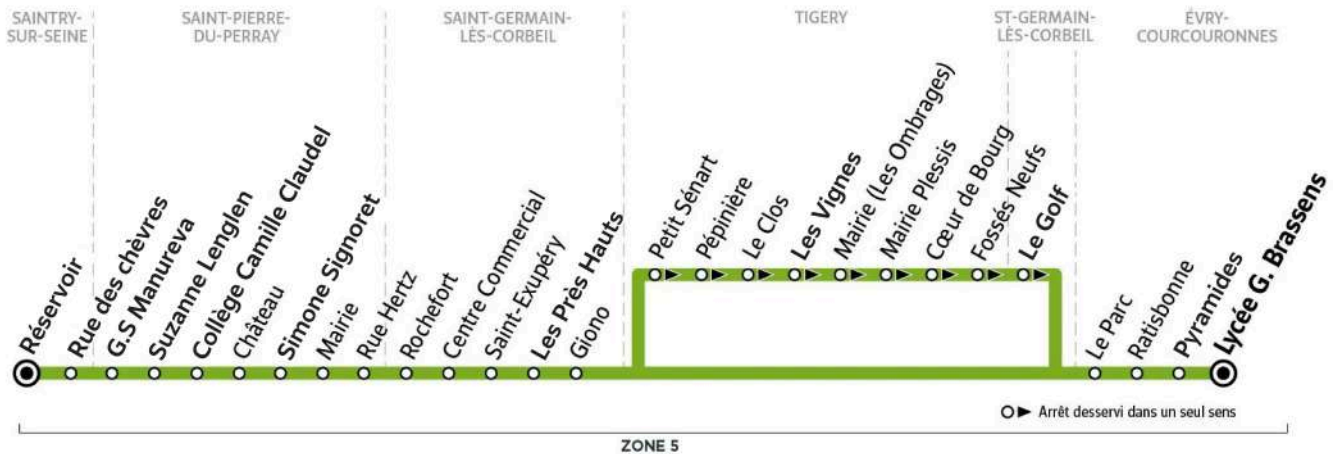 SAINTRY-
SUR-SEINE
SAINT-PIERRE-
DU-PERRAY
SAINT-GERMAIN-
LÈS-CORBEIL
TIGERY
ST-GERMAIN-
LÈS-CORBEIL
ÉVRY-
COURCOURONNES
Réservoir
Rue des chèvres
G.S Manureva
Suzanne Lenglen
Collège Camille Claudel
Château
Simone Signoret
Mairie
Rue Hertz
Rochefort
Centre Commercial
Saint-Exupéry
Les Près Hauts
Giono
Petit Sénart
Pépinière
Le Clos
Les Vignes
Mairie (Les Ombrages)
Mairie Plessis
Cœur de Bourg
Fossés Neufs
Le Golf
Le Parc
Ratisbonne
Pyramides
Lycée G. Brassens
Arrêt desservi dans un seul sens
ZONE 5